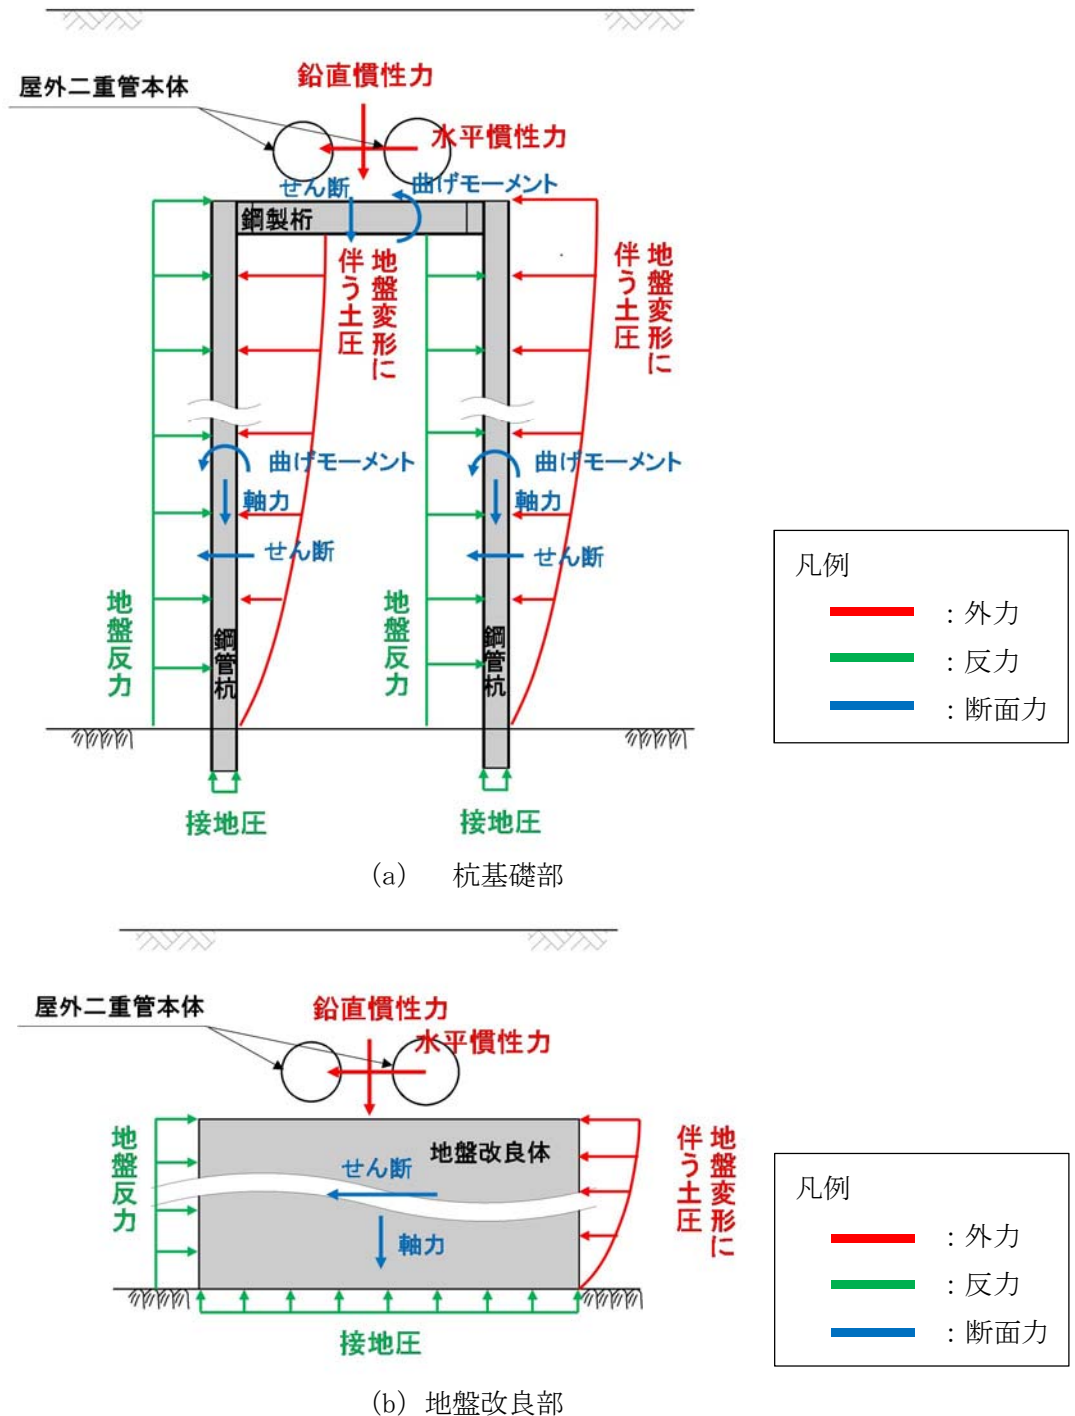 鉛直慣性力
屋外二重管本体
水平慣性力
せん断
曲げモーメント
鋼製桁
地盤変形に
伴う土圧
地盤変形に
伴う土圧
曲げモーメント
曲げモーメント
軸力
軸力
せん断
せん断
地盤反力
鋼管杭
地盤反力
鋼管杭
接地圧
接地圧
凡例
：外力
：反力
：断面力
(a) 杭基礎部
屋外二重管本体
鉛直慣性力
水平慣性力
地盤反力
地盤改良体
せん断
軸力
地盤変形に
伴う土圧
接地圧
凡例
：外力
：反力
：断面力
(b) 地盤改良部